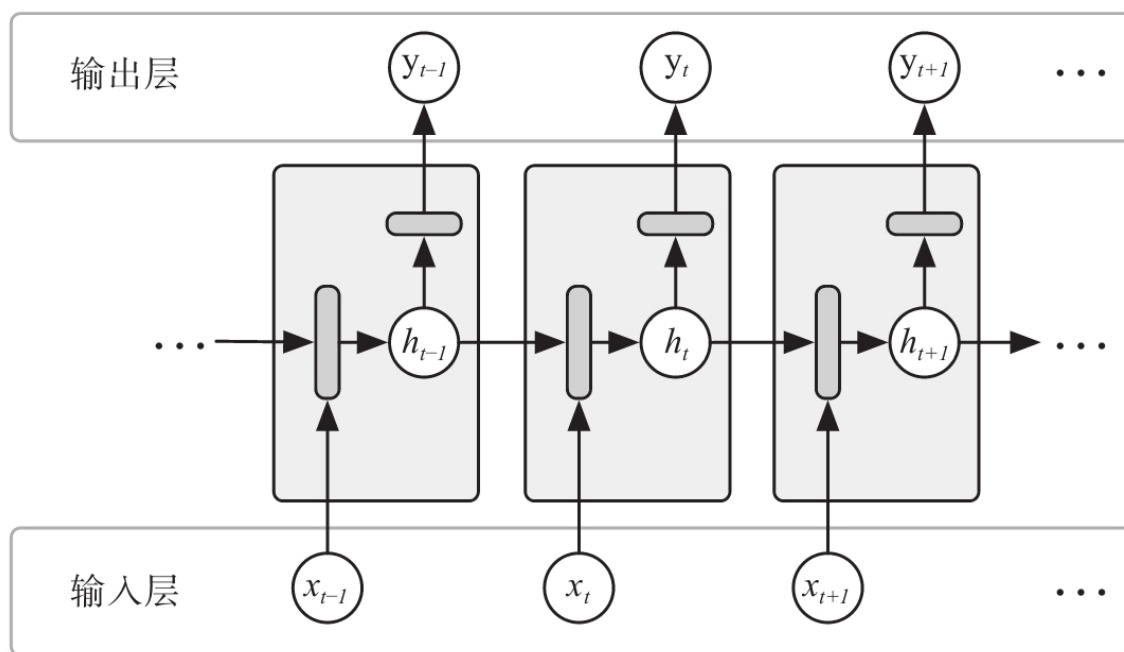 输出层 y_{t−1} y_t y_{t+1} ...
... h_{t−1} h_t h_{t+1} ...
输入层 x_{t−1} x_t x_{t+1} ...